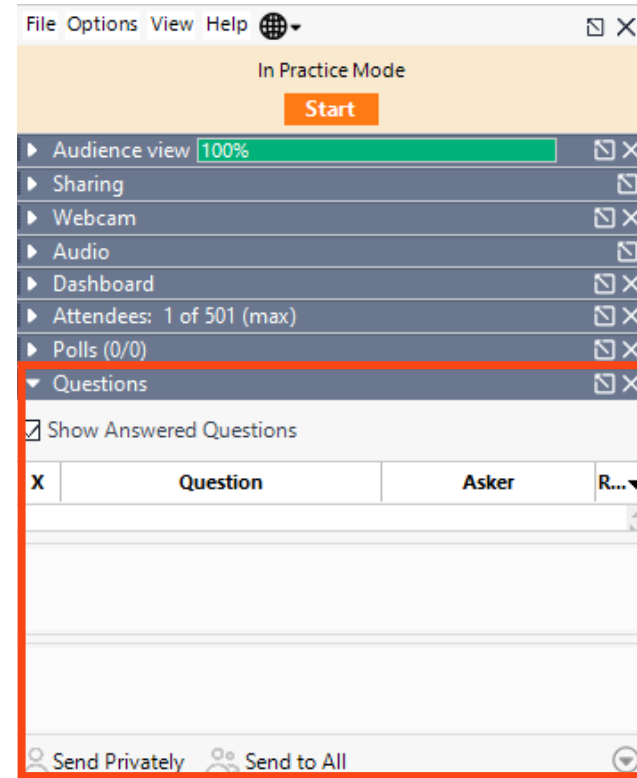 File Options View Help
In Practice Mode
Start
Audience view 100%
Sharing
Webcam
Audio
Dashboard
Attendees: 1 of 501 (max)
Polls (0/0)
Questions
Show Answered Questions
X Question Asker R...
Send Privately Send to All